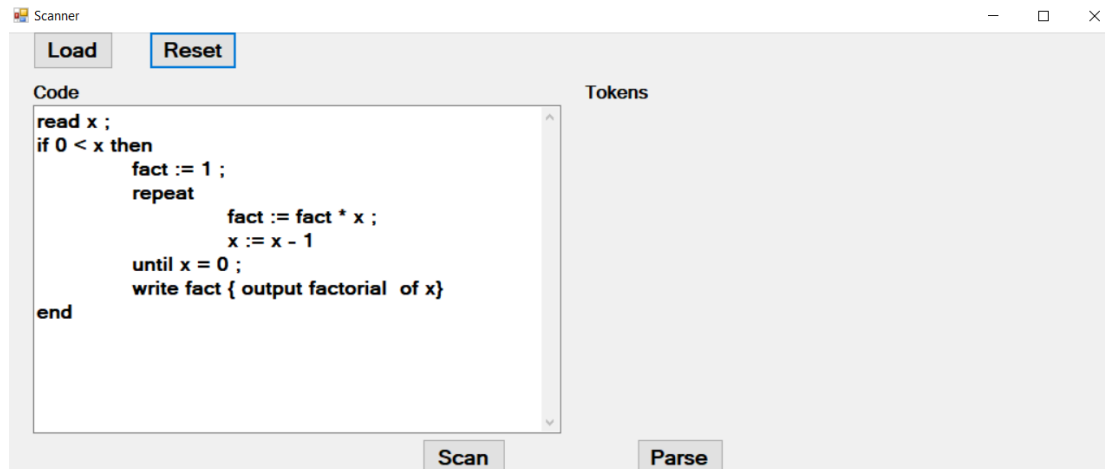 Scanner
Load Reset
Code Tokens
read x ;
if 0 < x then
fact := 1 ;
repeat
fact := fact * x ;
x := x - 1
until x = 0 ;
write fact { output factorial  of x}
end
Scan Parse